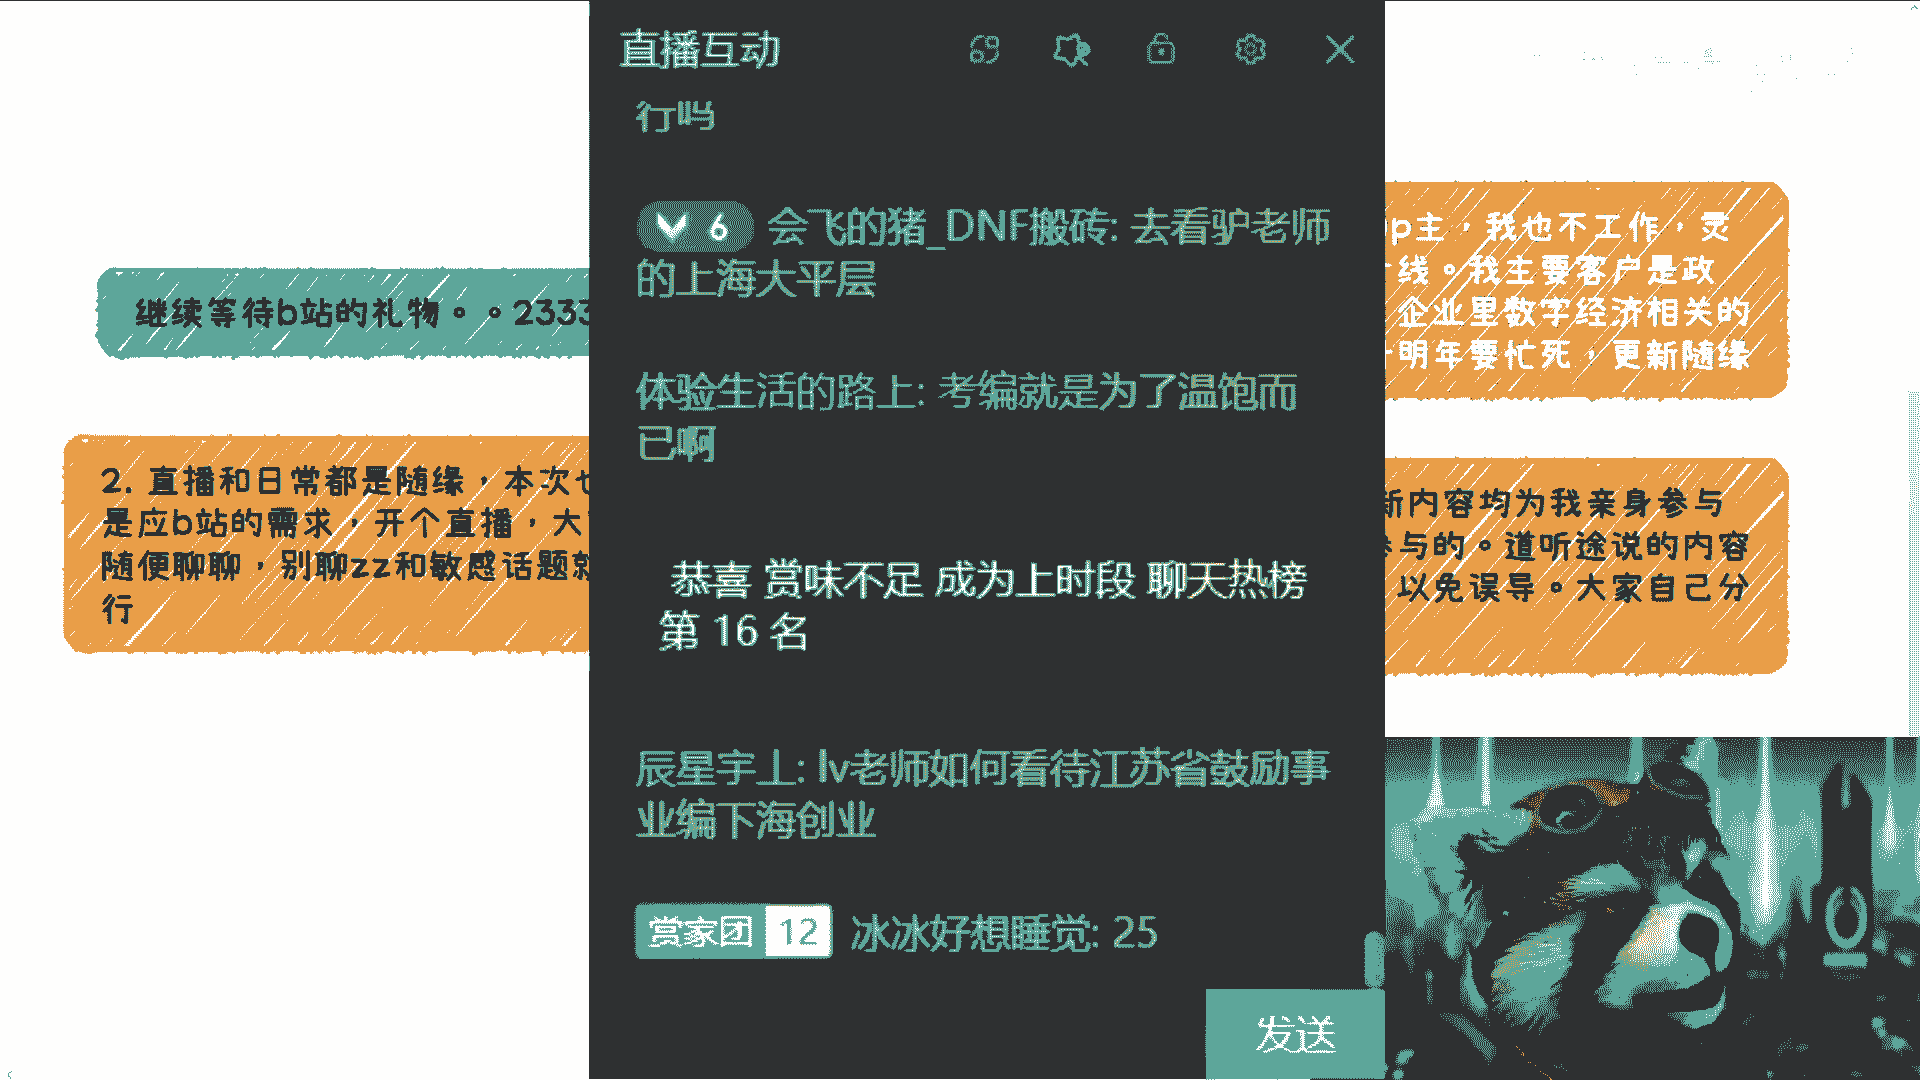 直播互动
行吗
6 会飞的猪_DNF搬砖: 去看驴老师
的上海大平层
体验生活的路上: 考编就是为了温饱而
已啊
恭喜 赏味不足 成为上时段 聊天热榜
第 16 名
辰星宇上: lv老师如何看待江苏省鼓励事
业编下海创业
赏家团 12 冰冰好想睡觉: 25
发送
继续等待b站的礼物。。2333
2. 直播和日常都是随缘，本次也
是应b站的需求，开个直播，大
随便聊聊，别聊zz和敏感话题就
行
p主，我也不工作，灵
线。我主要客户是政
企业里数字经济相关的
明年要忙死，更新随缘
新内容均为我亲身参与
参与的。道听途说的内容
以免误导。大家自己分